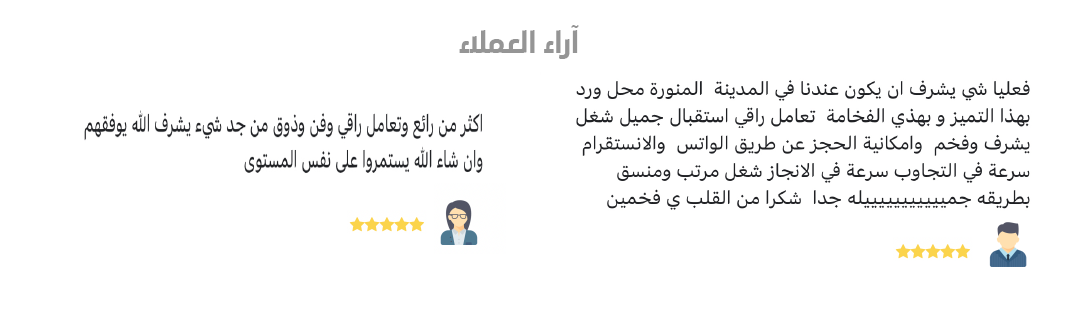 آراء العملاء
فعليا شي يشرف ان يكون عندنا في المدينة المنورة محل ورد
بهذا التميز و بهذي الفخامة تعامل راقي استقبال جميل شغل
يشرف وفخم وامكانية الحجز عن طريق الواتس والانستقرام
سرعة في التجاوب سرعة في الانجاز شغل مرتب ومنسق
بطريقه جميييييييييييله جدا شكرا من القلب ي فخمين
اكثر من رائع وتعامل راقي وفن وذوق من جد شيء يشرف الله يوفقهم
وان شاء الله يستمروا على نفس المستوى